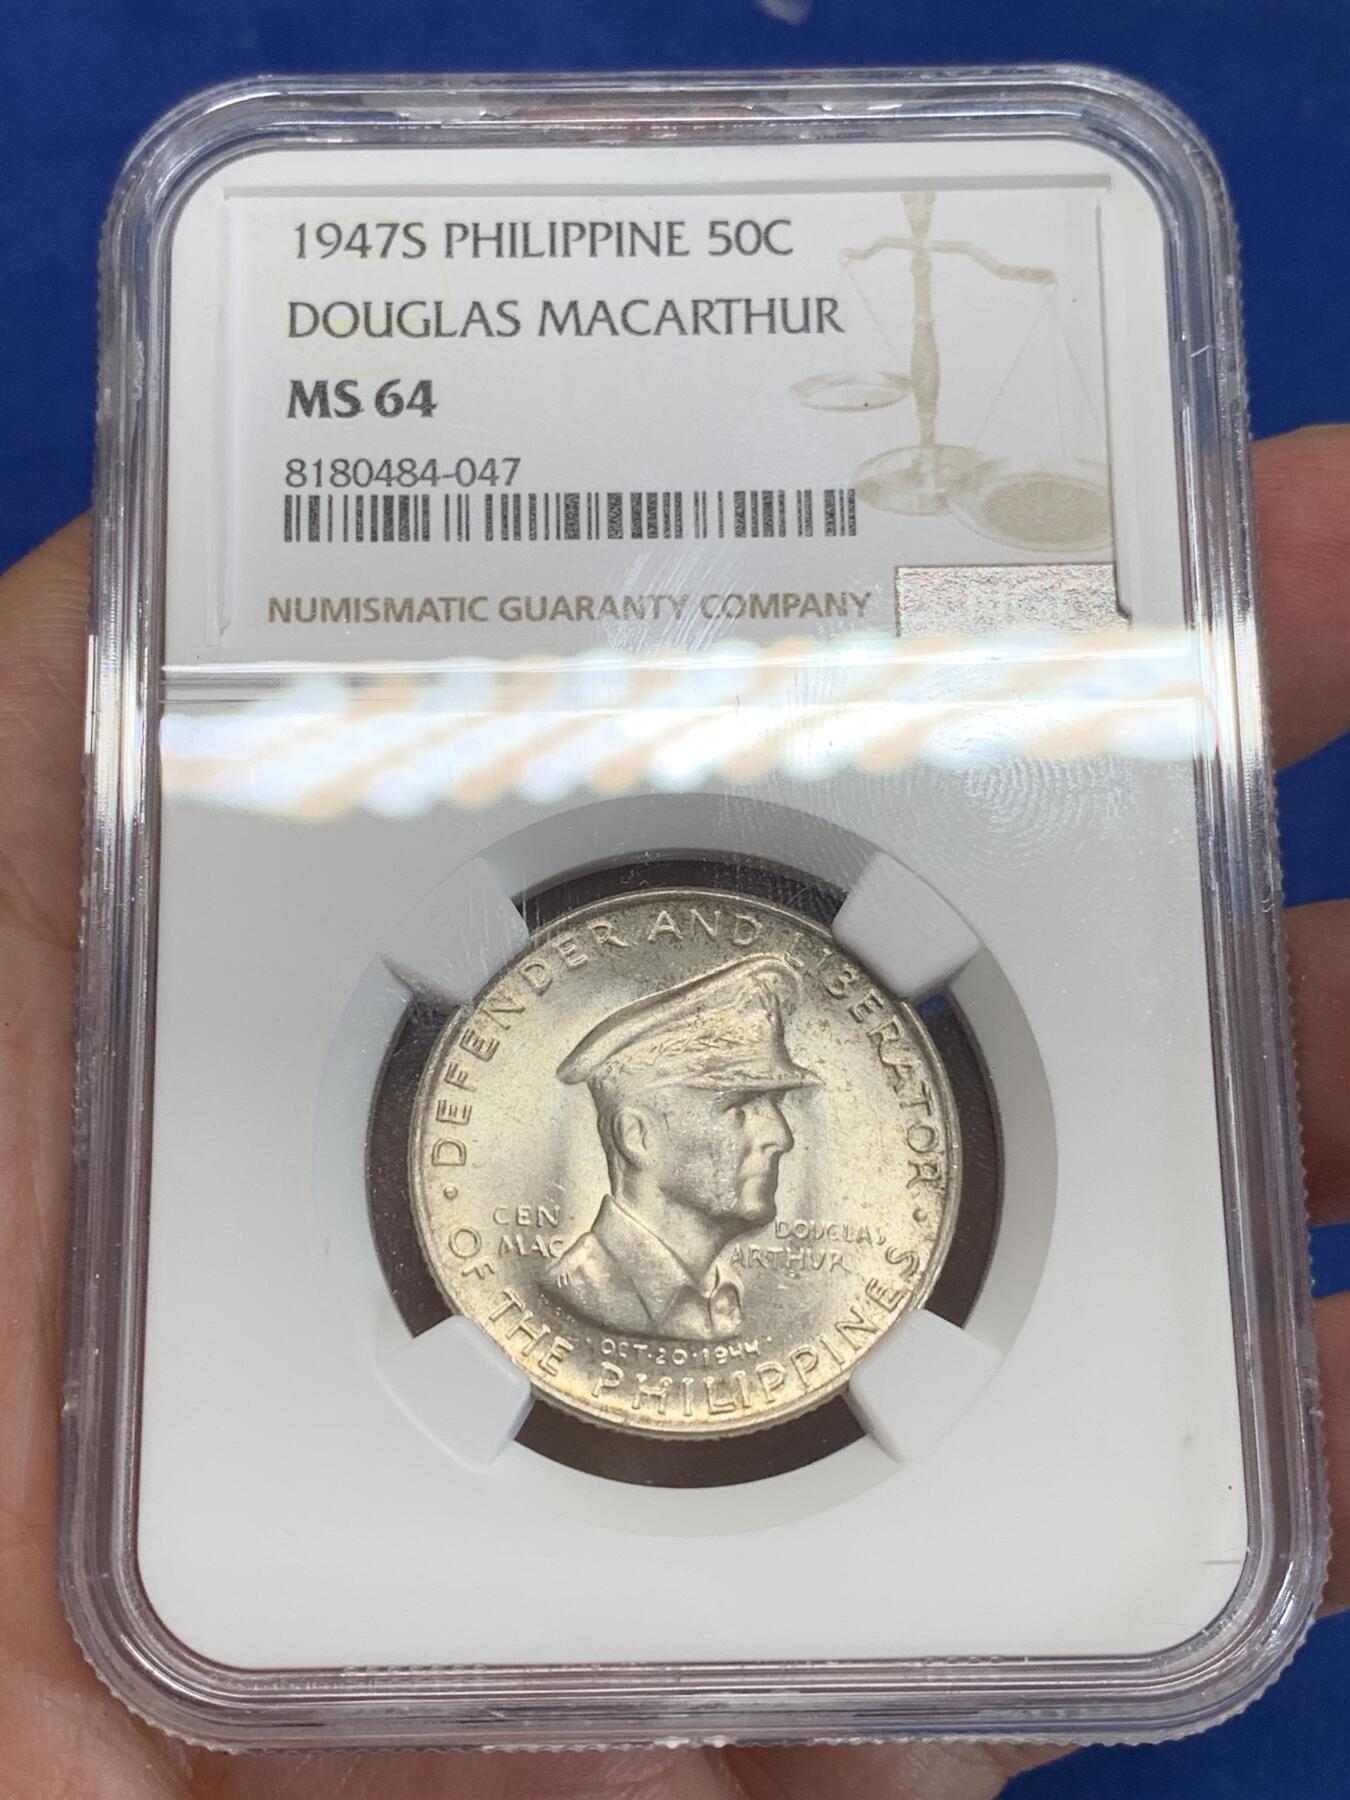 1947S PHILIPPINE 50C
DOUGLAS MACARTHUR
MS 64
8180484-047
NUMISMATIC GUARANTY COMPANY
• DEFENDER AND LIBERATOR •
OF THE PHILIPPINES
GEN DOUGLAS
MAC ARTHUR
OCT•20•1944